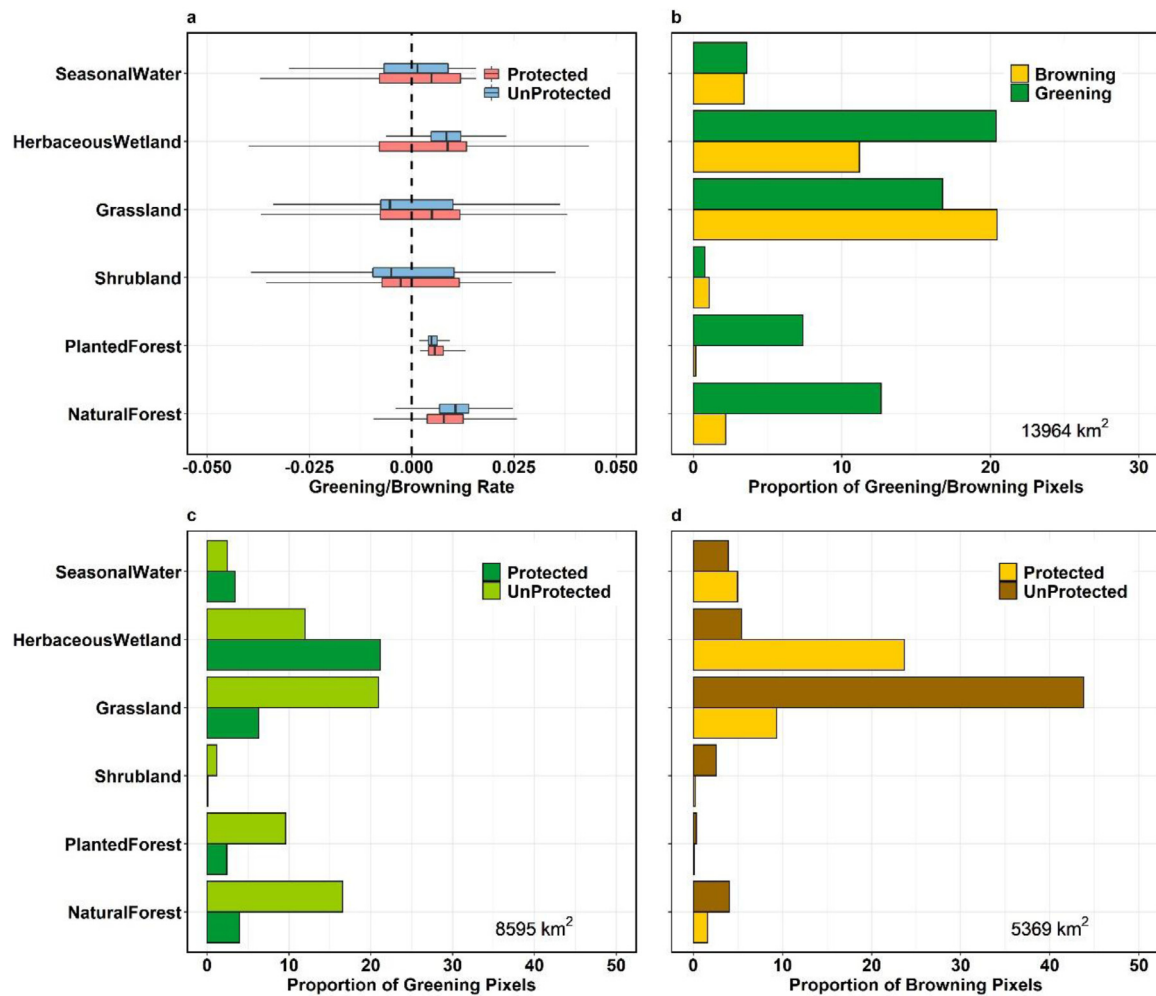 a
SeasonalWater
HerbaceousWetland
Grassland
Shrubland
PlantedForest
NaturalForest
Protected
UnProtected
-0.050
-0.025
0.000
0.025
0.050
Greening/Browning Rate
b
Browning
Greening
13964 km²
0
10
20
30
Proportion of Greening/Browning Pixels
c
SeasonalWater
HerbaceousWetland
Grassland
Shrubland
PlantedForest
NaturalForest
Protected
UnProtected
8595 km²
0
10
20
30
40
50
Proportion of Greening Pixels
d
Protected
UnProtected
5369 km²
0
10
20
30
40
50
Proportion of Browning Pixels